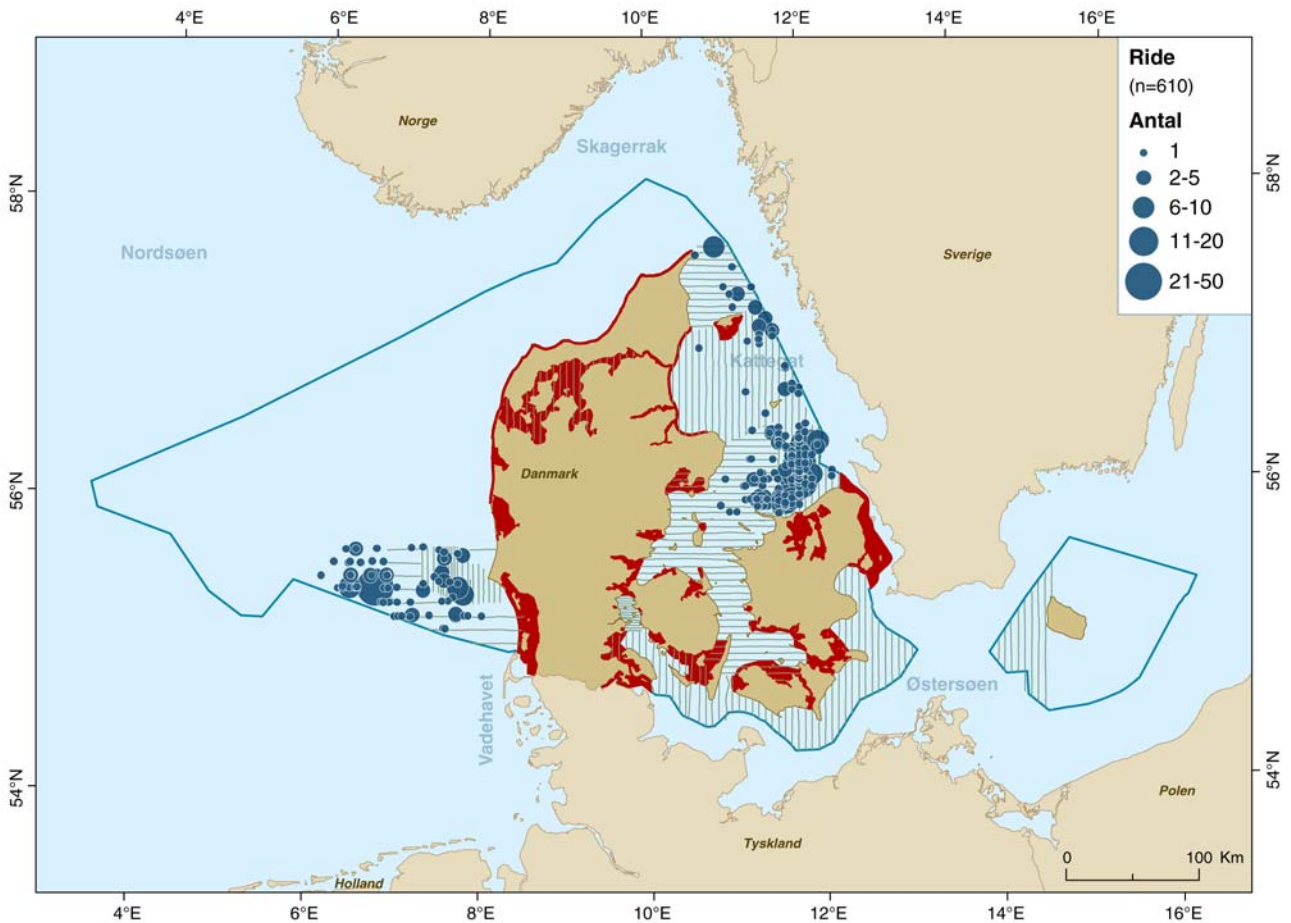 4°E 6°E 8°E 10°E 12°E 14°E 16°E
Ride
(n=610)
Antal
1
2-5
6-10
11-20
21-50
Norge
Skagerrak
58°N
58°N
Nordsøen
Sverige
Kattegat
Danmark
56°N
56°N
Vadehavet
Østersøen
54°N
54°N
Polen
Tyskland
0 100 Km
Holland
4°E 6°E 8°E 10°E 12°E 14°E 16°E